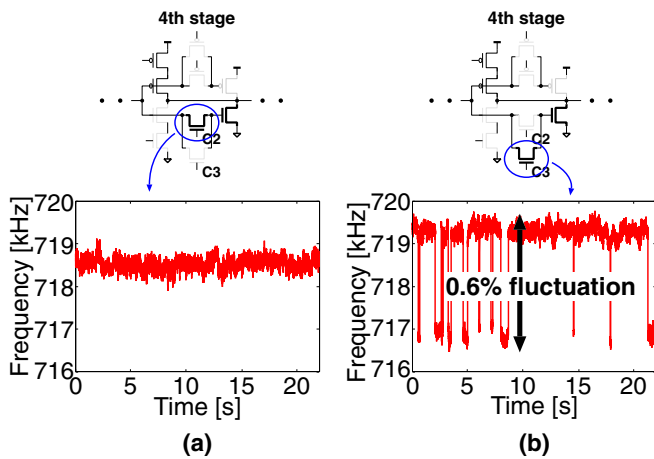 4th stage
C2
C3
Frequency [kHz]
720
719
718
717
716
0 5 10 15 20
Time [s]
(a)
4th stage
C2
C3
Frequency [kHz]
720
719
718
717
716
0.6% fluctuation
0 5 10 15 20
Time [s]
(b)